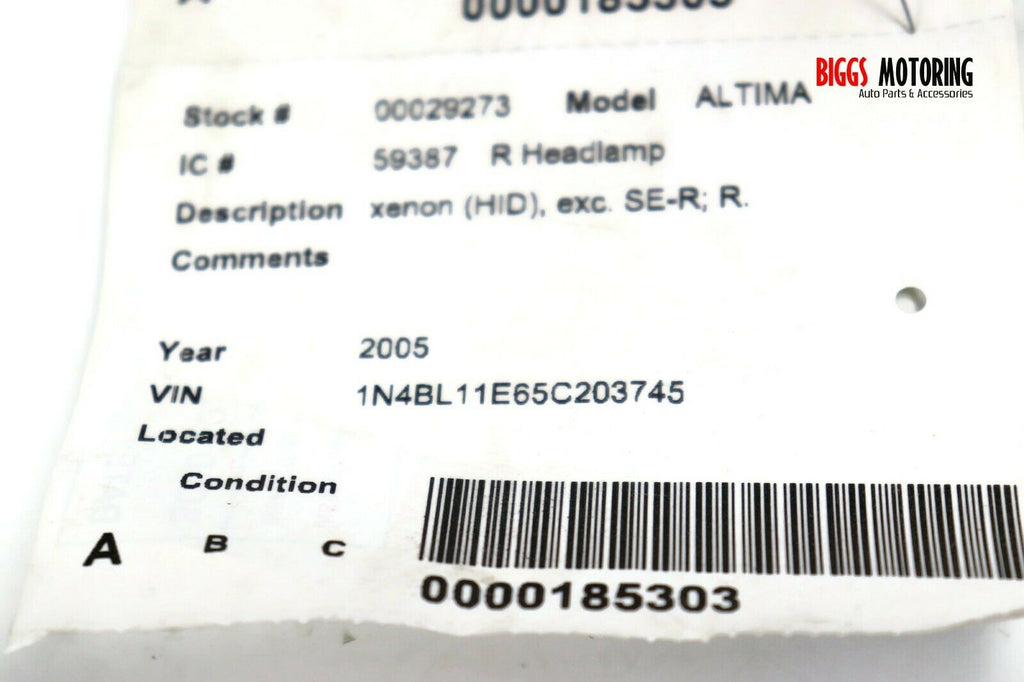 0000185303
BIGGS MOTORING
Auto Parts & Accessories
Stock # 00029273 Model ALTIMA
IC # 59387 R Headlamp
Description xenon (HID), exc. SE-R; R.
Comments
Year 2005
VIN 1N4BL11E65C203745
Located
Condition
A B C
0000185303